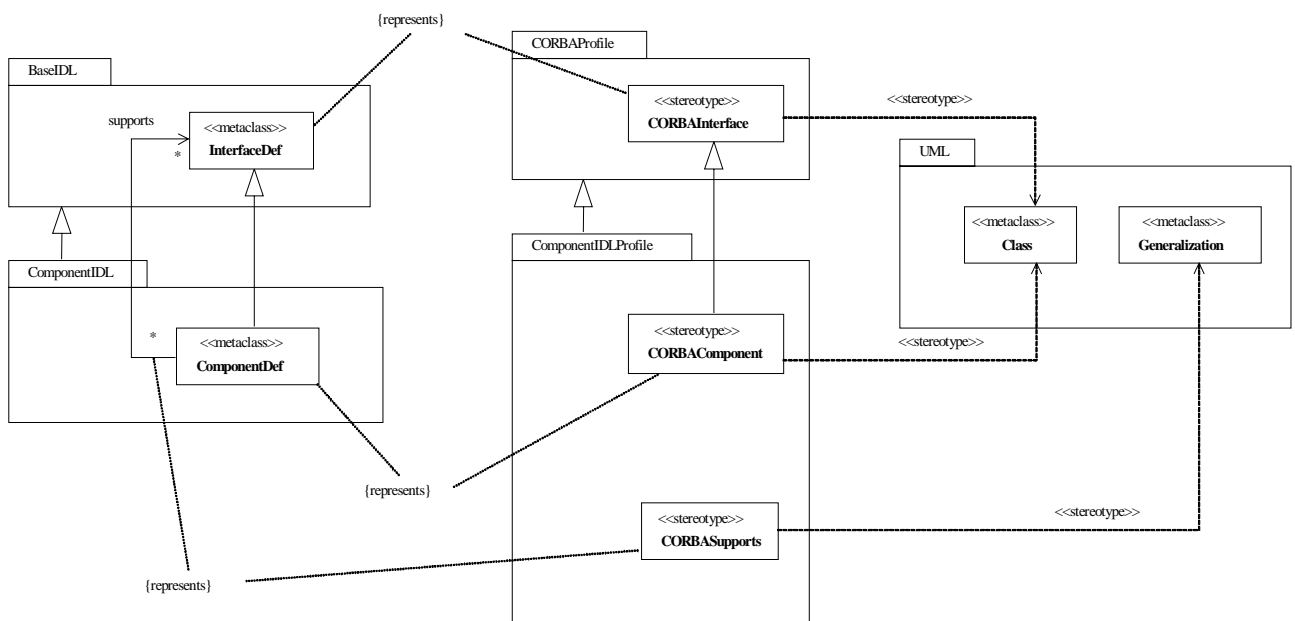 {represents}
CORBAProfile
BaseIDL
<<stereotype>>
CORBAInterface
<<stereotype>>
supports
<<metaclass>>
InterfaceDef
*
UML
<<metaclass>>
Class
<<metaclass>>
Generalization
ComponentIDLProfile
ComponentIDL
*
<<metaclass>>
ComponentDef
<<stereotype>>
CORBAComponent
<<stereotype>>
{represents}
<<stereotype>>
CORBASupports
<<stereotype>>
{represents}